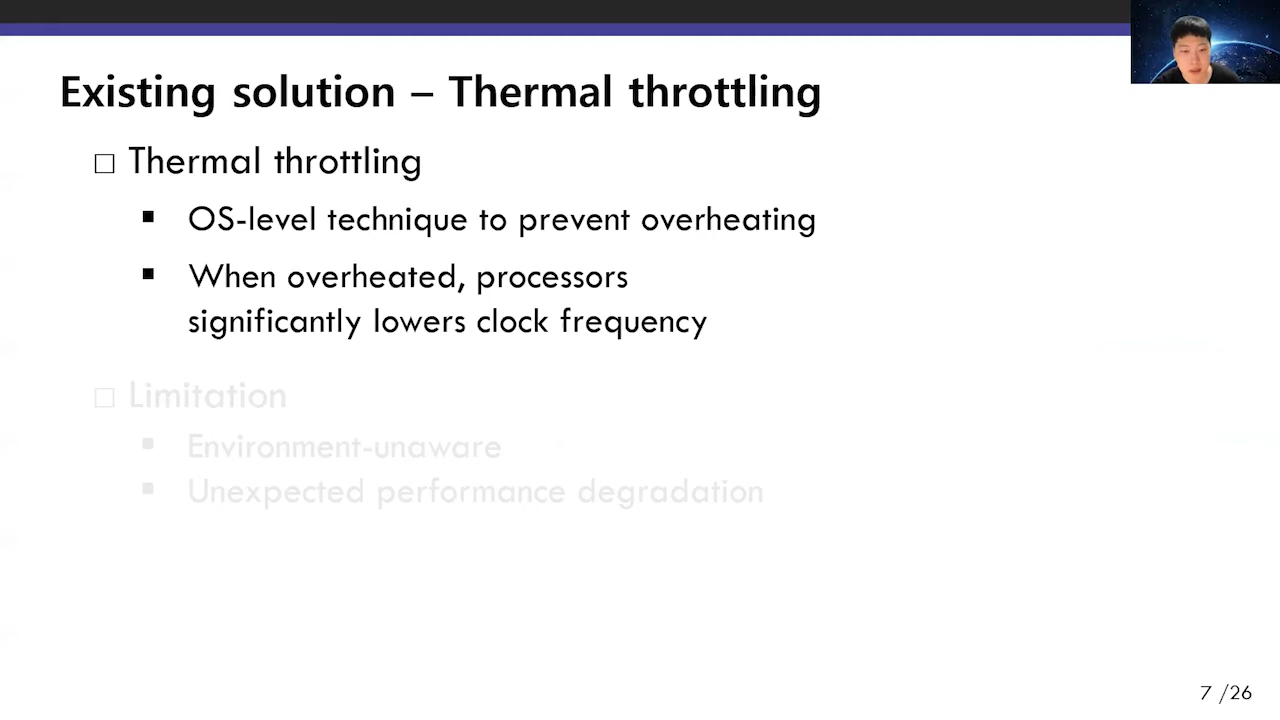 Existing solution – Thermal throttling
□ Thermal throttling
▪ OS-level technique to prevent overheating
▪ When overheated, processors
significantly lowers clock frequency
□ Limitation
▪ Environment-unaware
▪ Unexpected performance degradation
7 /26